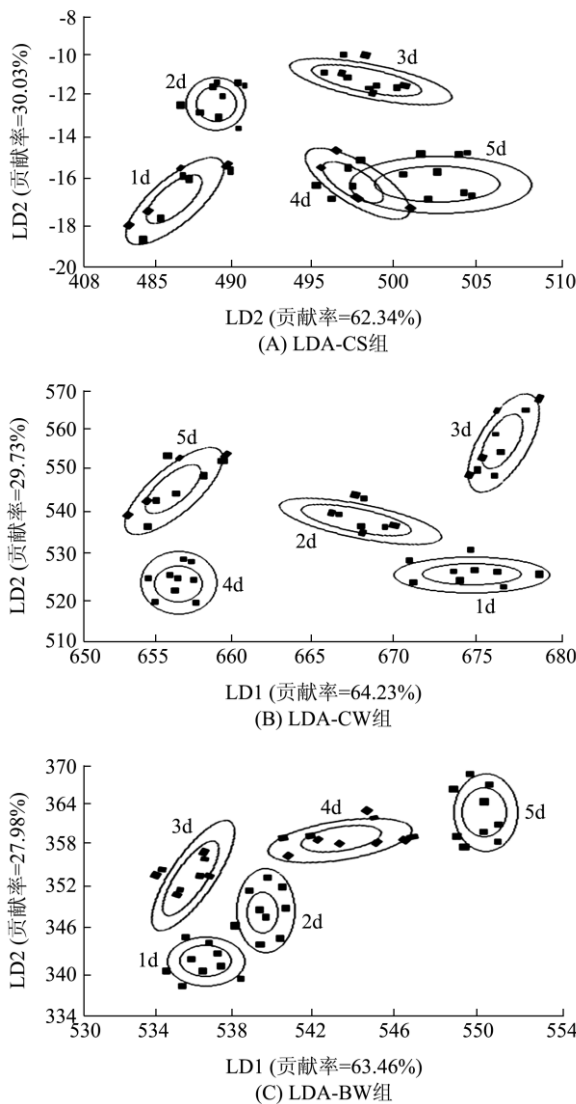 -8
-10
-12
-14
-16
-18
-20
LD2 (贡献率=30.03%)
3d
2d
1d
5d
4d
408 485 490 495 500 505 510
LD2 (贡献率=62.34%)
(A) LDA-CS组
570
560
550
540
530
520
510
LD2 (贡献率=29.73%)
5d
3d
2d
4d
1d
650 655 660 665 670 675 680
LD1 (贡献率=64.23%)
(B) LDA-CW组
370
364
358
352
346
340
334
LD2 (贡献率=27.98%)
4d
5d
3d
2d
1d
530 534 538 542 546 550 554
LD1 (贡献率=63.46%)
(C) LDA-BW组